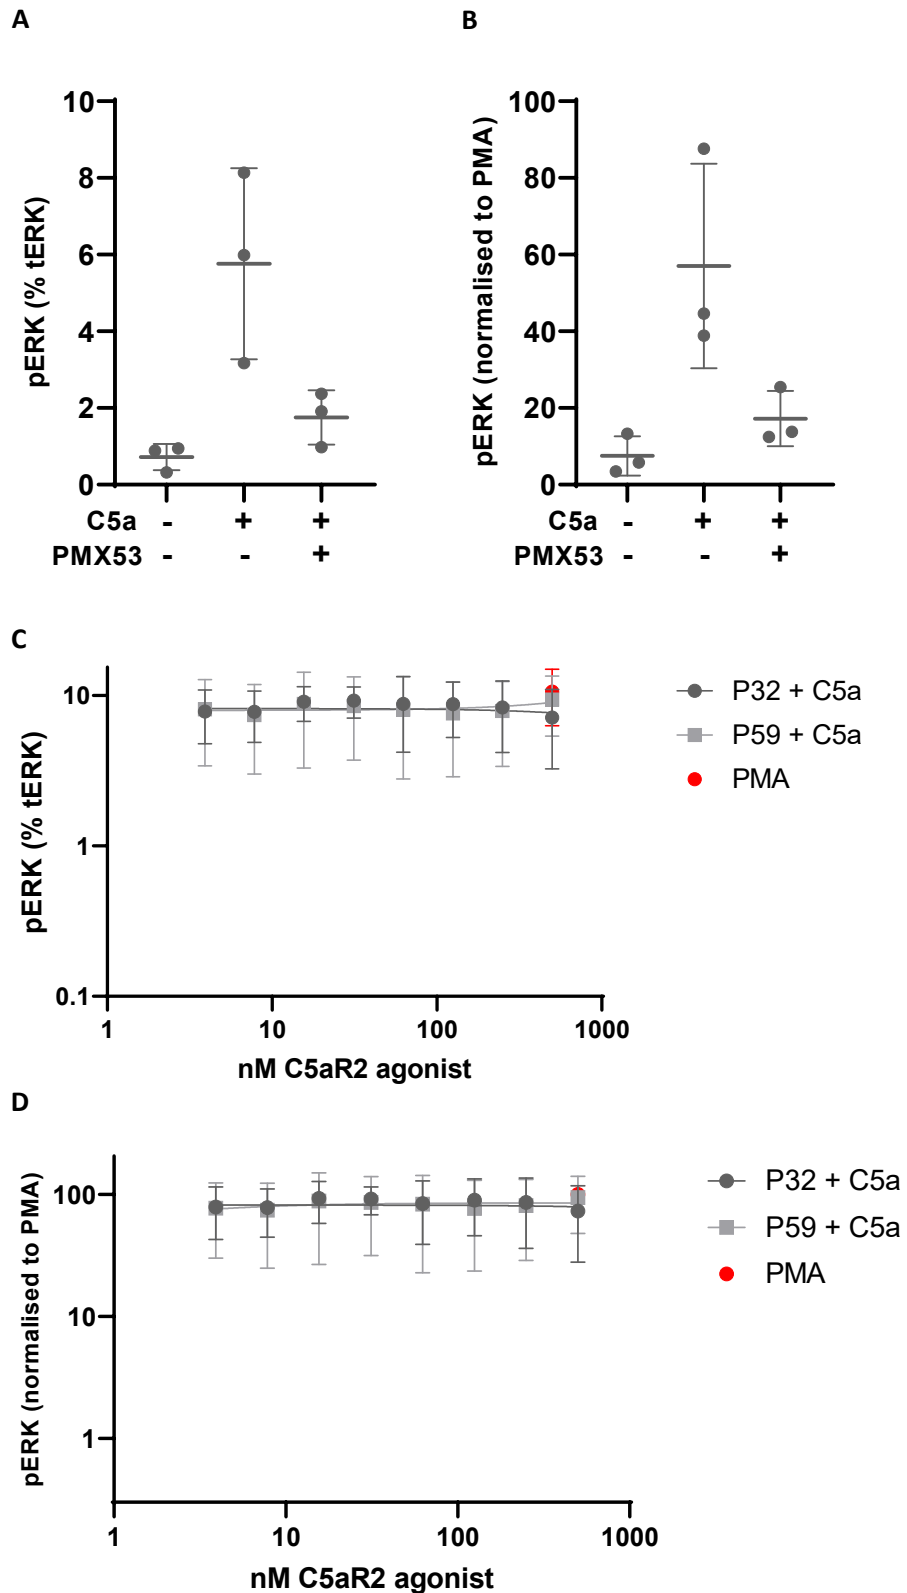 A
B
pERK (% tERK)
10
8
6
4
2
0
C5a - + +
PMX53 - - +
pERK (normalised to PMA)
100
80
60
40
20
0
C5a - + +
PMX53 - - +
C
pERK (% tERK)
10
1
0.1
1 10 100 1000
nM C5aR2 agonist
P32 + C5a
P59 + C5a
PMA
D
pERK (normalised to PMA)
100
10
1
1 10 100 1000
nM C5aR2 agonist
P32 + C5a
P59 + C5a
PMA